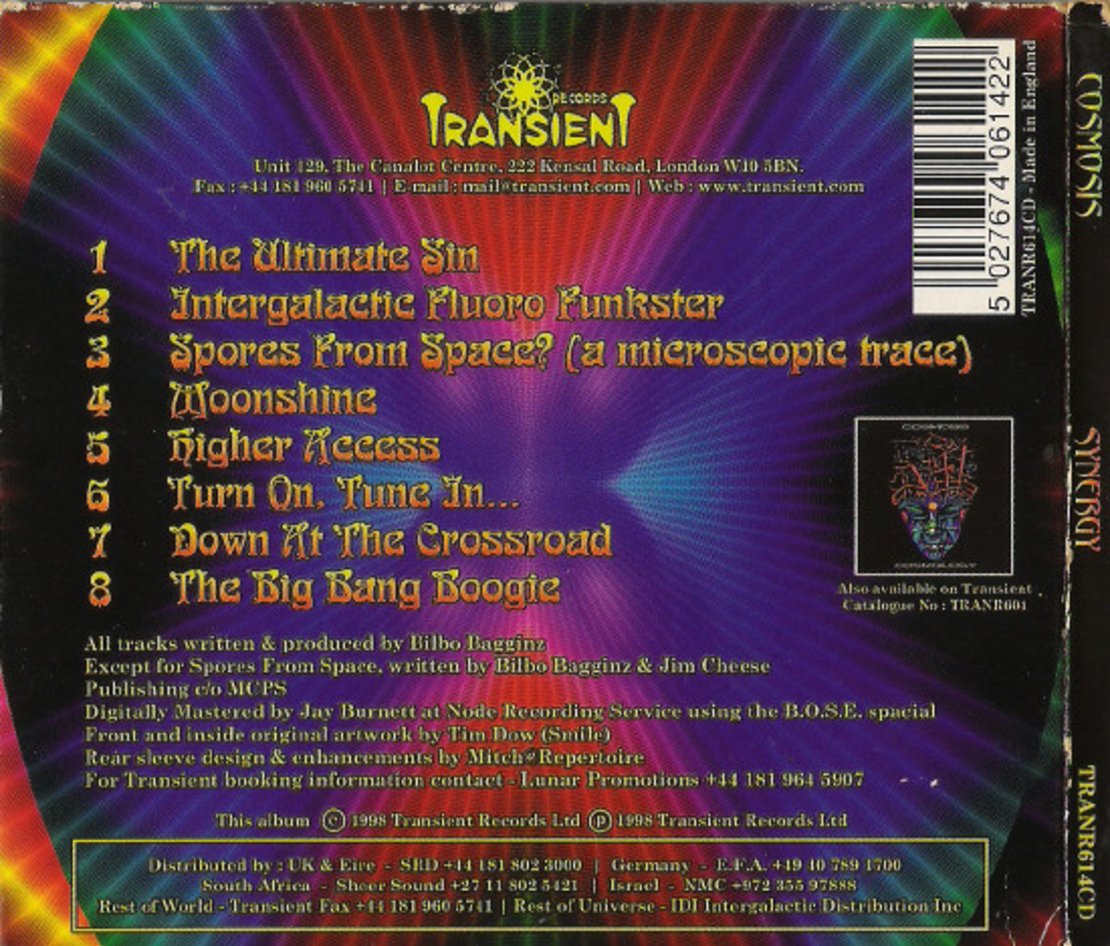 RECORDS
TRANSIENT
Unit 129, The Canalot Centre, 222 Kensal Road, London W10 5BN.
Fax : +44 181 960 5741 | E-mail : mail@transient.com | Web : www.transient.com
1 The Ultimate Sin
2 Intergalactic Fluoro Funkster
3 Spores From Space? (a microscopic trace)
4 Moonshine
5 Higher Access
6 Turn On, Tune In...
7 Down At The Crossroad
8 The Big Bang Boogie
5 027674 061422
TRANR614CD - Made in England
COSMOSIS
COSMOLOGY
Also available on Transient .
Catalogue No : TRANR601
All tracks written & produced by Bilbo Bagginz
Except for Spores From Space, written by Bilbo Bagginz & Jim Cheese
Publishing c/o MCPS
Digitally Mastered by Jay Burnett at Node Recording Service using the B.O.S.E. spacial
Front and inside original artwork by Tim Dow (Smile)
Rear sleeve design & enhancements by Mitch@Repertoire
For Transient booking information contact - Lunar Promotions +44 181 964 5907
This album © 1998 Transient Records Ltd ℗ 1998 Transient Records Ltd
Distributed by : UK & Eire - SRD +44 181 802 3000 | Germany - E.F.A. +49 40 789 1700
South Africa - Sheer Sound +27 11 802 5421 | Israel - NMC +972 355 97888
Rest of World - Transient Fax +44 181 960 5741 | Rest of Universe - IDI Intergalactic Distribution Inc
COSMOSIS
SYNERGY
TRANR614CD